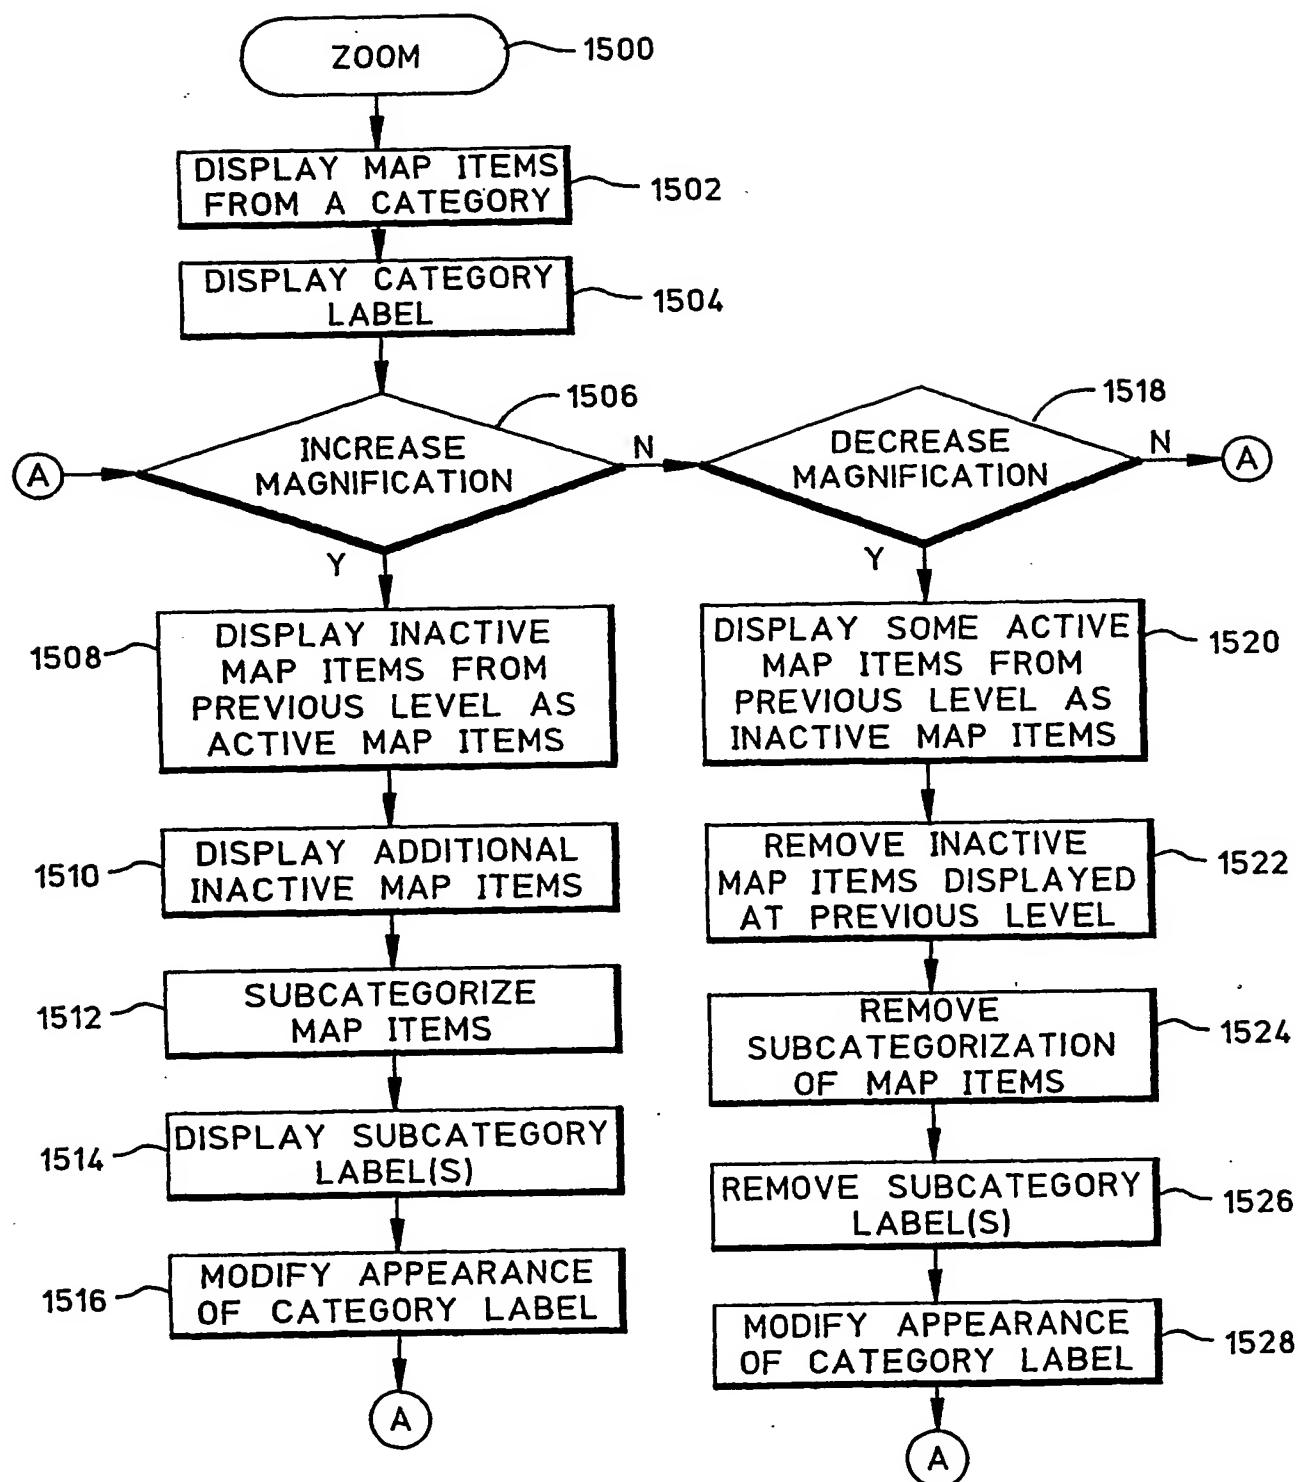 ZOOM
1500
DISPLAY MAP ITEMS
FROM A CATEGORY
1502
DISPLAY CATEGORY
LABEL
1504
1506
INCREASE
MAGNIFICATION
A
N
Y
1518
DECREASE
MAGNIFICATION
N
A
Y
1508
DISPLAY INACTIVE
MAP ITEMS FROM
PREVIOUS LEVEL AS
ACTIVE MAP ITEMS
1510
DISPLAY ADDITIONAL
INACTIVE MAP ITEMS
1512
SUBCATEGORIZE
MAP ITEMS
1514
DISPLAY SUBCATEGORY
LABEL(S)
1516
MODIFY APPEARANCE
OF CATEGORY LABEL
A
DISPLAY SOME ACTIVE
MAP ITEMS FROM
PREVIOUS LEVEL AS
INACTIVE MAP ITEMS
1520
REMOVE INACTIVE
MAP ITEMS DISPLAYED
AT PREVIOUS LEVEL
1522
REMOVE
SUBCATEGORIZATION
OF MAP ITEMS
1524
REMOVE SUBCATEGORY
LABEL(S)
1526
MODIFY APPEARANCE
OF CATEGORY LABEL
1528
A